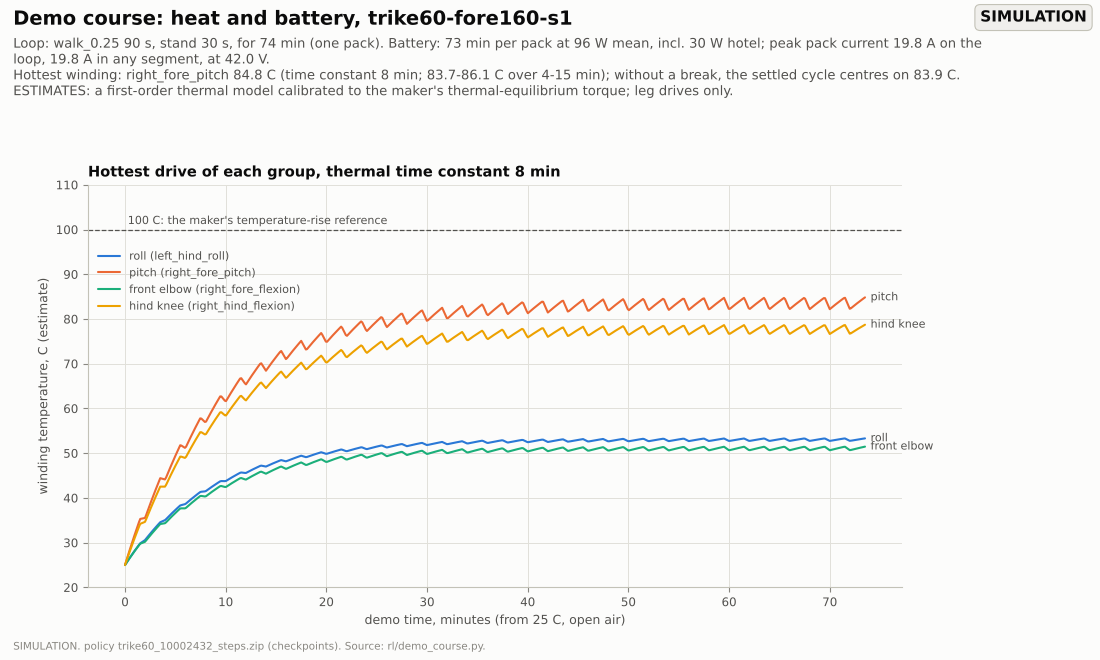 Demo course: heat and battery, trike60-fore160-s1
SIMULATION
Loop: walk_0.25 90 s, stand 30 s, for 74 min (one pack). Battery: 73 min per pack at 96 W mean, incl. 30 W hotel; peak pack current 19.8 A on the
loop, 19.8 A in any segment, at 42.0 V.
Hottest winding: right_fore_pitch 84.8 C (time constant 8 min; 83.7-86.1 C over 4-15 min); without a break, the settled cycle centres on 83.9 C.
ESTIMATES: a first-order thermal model calibrated to the maker's thermal-equilibrium torque; leg drives only.
Hottest drive of each group, thermal time constant 8 min
110
100
90
80
70
60
50
40
30
20
winding temperature, C (estimate)
100 C: the maker's temperature-rise reference
roll (left_hind_roll)
pitch (right_fore_pitch)
front elbow (right_fore_flexion)
hind knee (right_hind_flexion)
pitch
hind knee
roll
front elbow
0 10 20 30 40 50 60 70
demo time, minutes (from 25 C, open air)
SIMULATION. policy trike60_10002432_steps.zip (checkpoints). Source: rl/demo_course.py.